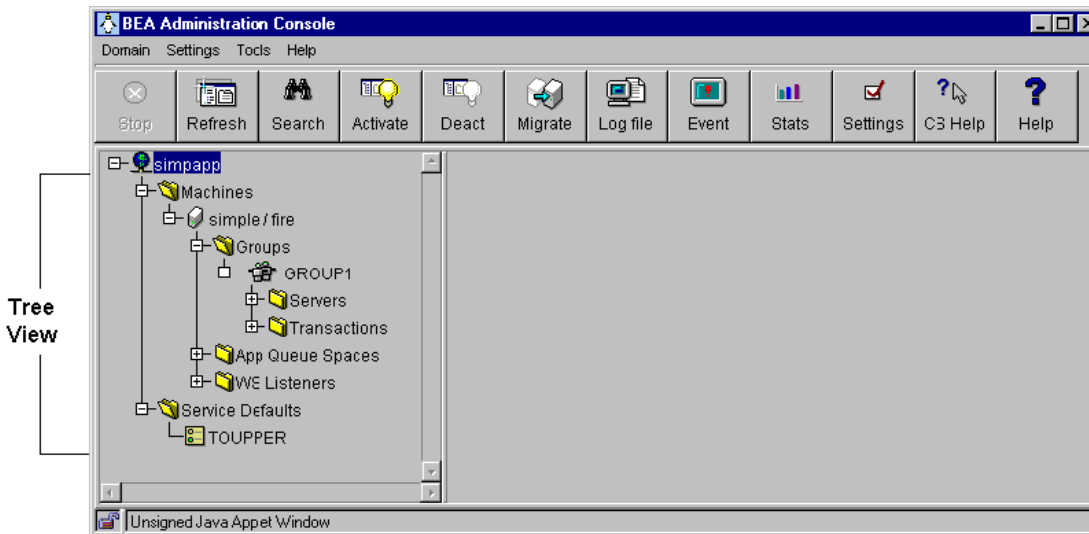 BEA Administration Console
Domain Settings Tocls Help
Stop Refresh Search Activate Deact Migrate Log file Event Stats Settings CS Help Help
simpapp
Machines
simple / fire
Groups
GROUP1
Servers
Transactions
App Queue Spaces
WS Listeners
Service Defaults
TOUPPER
Tree
View
Unsigned Java Appet Window